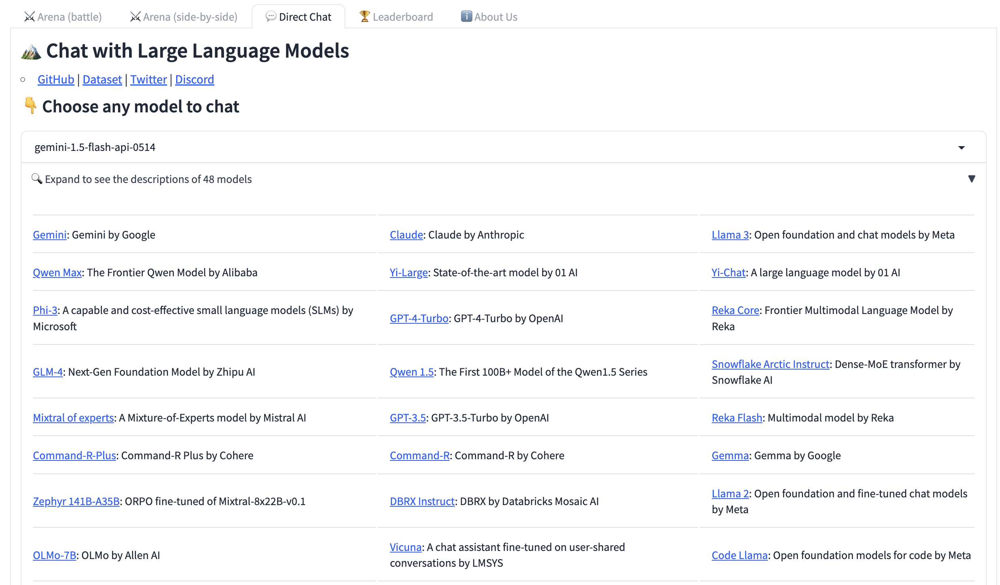 ⚔️ Arena (battle) ⚔️ Arena (side-by-side) 💬 Direct Chat 🏆 Leaderboard ℹ️ About Us
🏔️ Chat with Large Language Models
GitHub | Dataset | Twitter | Discord
👇 Choose any model to chat
gemini-1.5-flash-api-0514
🔍 Expand to see the descriptions of 48 models
Gemini: Gemini by Google
Claude: Claude by Anthropic
Llama 3: Open foundation and chat models by Meta
Qwen Max: The Frontier Qwen Model by Alibaba
Yi-Large: State-of-the-art model by 01 AI
Yi-Chat: A large language model by 01 AI
Phi-3: A capable and cost-effective small language models (SLMs) by
Microsoft
GPT-4-Turbo: GPT-4-Turbo by OpenAI
Reka Core: Frontier Multimodal Language Model by
Reka
GLM-4: Next-Gen Foundation Model by Zhipu AI
Qwen 1.5: The First 100B+ Model of the Qwen1.5 Series
Snowflake Arctic Instruct: Dense-MoE transformer by
Snowflake AI
Mixtral of experts: A Mixture-of-Experts model by Mistral AI
GPT-3.5: GPT-3.5-Turbo by OpenAI
Reka Flash: Multimodal model by Reka
Command-R-Plus: Command-R Plus by Cohere
Command-R: Command-R by Cohere
Gemma: Gemma by Google
Zephyr 141B-A35B: ORPO fine-tuned of Mixtral-8x22B-v0.1
DBRX Instruct: DBRX by Databricks Mosaic AI
Llama 2: Open foundation and fine-tuned chat models
by Meta
OLMo-7B: OLMo by Allen AI
Vicuna: A chat assistant fine-tuned on user-shared
conversations by LMSYS
Code Llama: Open foundation models for code by Meta